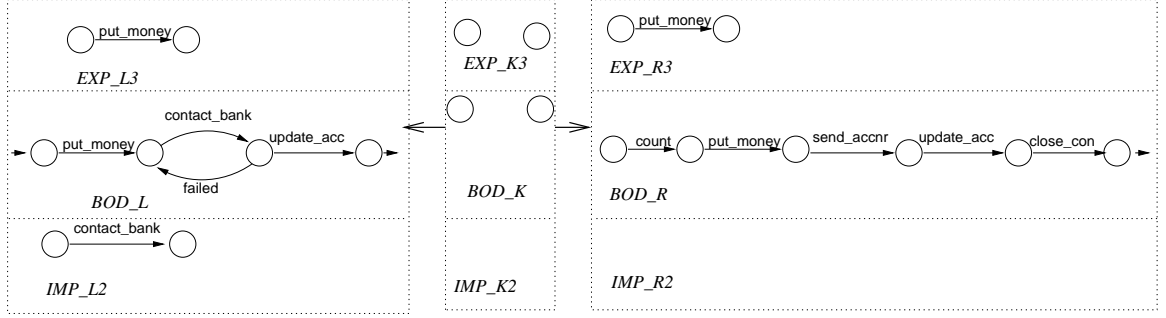 put_money
EXP_L3
EXP_K3
put_money
EXP_R3
contact_bank
put_money
update_acc
failed
BOD_L
BOD_K
count
put_money
send_accnr
update_acc
close_con
BOD_R
contact_bank
IMP_L2
IMP_K2
IMP_R2